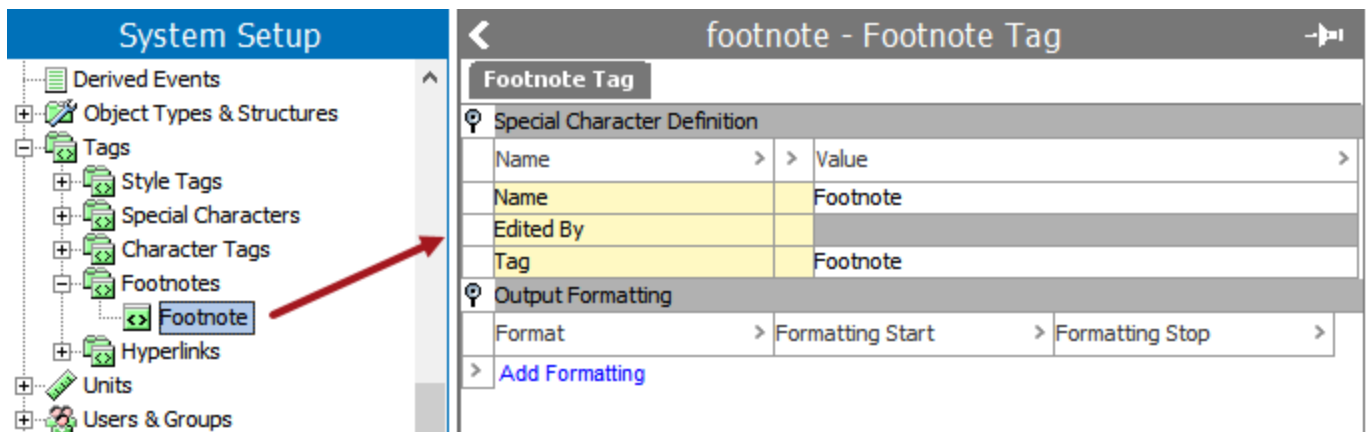 System Setup
Derived Events
Object Types & Structures
Tags
Style Tags
Special Characters
Character Tags
Footnotes
Footnote
Hyperlinks
Units
Users & Groups
footnote - Footnote Tag
Footnote Tag
Special Character Definition
Name > > Value >
Name Footnote
Edited By
Tag Footnote
Output Formatting
Format > Formatting Start > Formatting Stop >
> Add Formatting